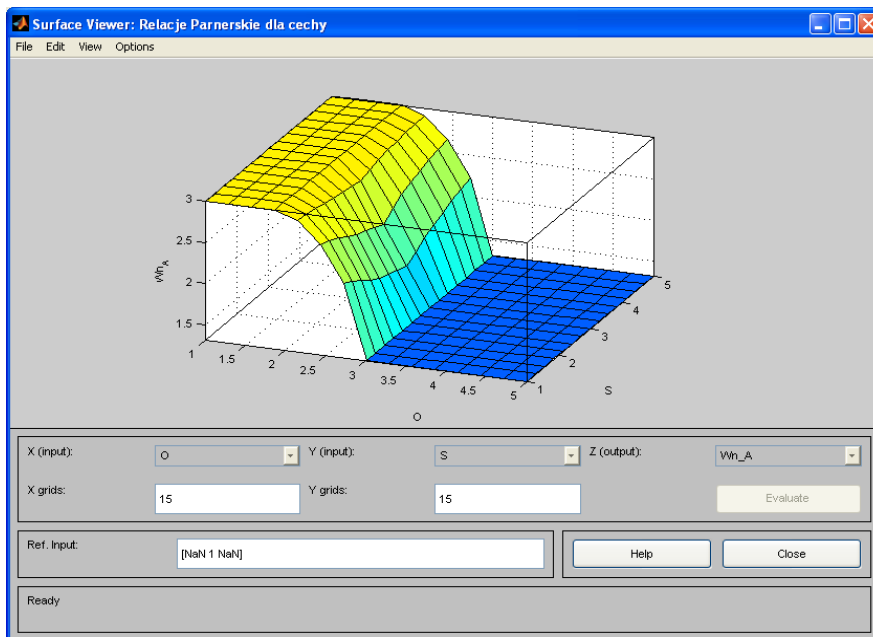 Surface Viewer: Relacje Parnerskie dla cechy
File Edit View Options
3
2.5
2
1.5
Wn_A
1
1.5
2
2.5
3
3.5
4
4.5
5
O
1
2
3
4
5
S
X (input): O Y (input): S Z (output): Wn_A
X grids: 15 Y grids: 15 Evaluate
Ref. Input: [NaN 1 NaN] Help Close
Ready